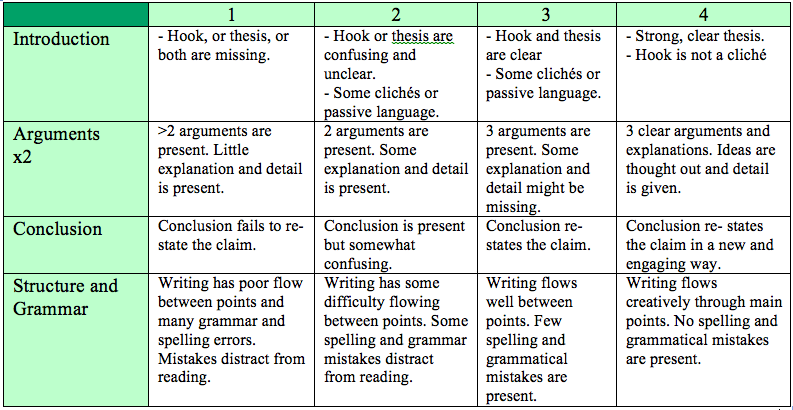 1 2 3 4
Introduction
- Hook, or thesis, or
both are missing.
- Hook or thesis are
confusing and
unclear.
- Some clichés or
passive language.
- Hook and thesis
are clear
- Some clichés or
passive language.
- Strong, clear thesis.
- Hook is not a cliché
Arguments
x2
>2 arguments are
present. Little
explanation and detail
is present.
2 arguments are
present. Some
explanation and detail
is present.
3 arguments are
present. Some
explanation and
detail might be
missing.
3 clear arguments and
explanations. Ideas are
thought out and detail
is given.
Conclusion
Conclusion fails to re-
state the claim.
Conclusion is present
but somewhat
confusing.
Conclusion re-
states the claim.
Conclusion re- states
the claim in a new and
engaging way.
Structure and
Grammar
Writing has poor flow
between points and
many grammar and
spelling errors.
Mistakes distract from
reading.
Writing has some
difficulty flowing
between points. Some
spelling and grammar
mistakes distract
from reading.
Writing flows
well between
points. Few
spelling and
grammatical
mistakes are
present.
Writing flows
creatively through main
points. No spelling and
grammatical mistakes
are present.